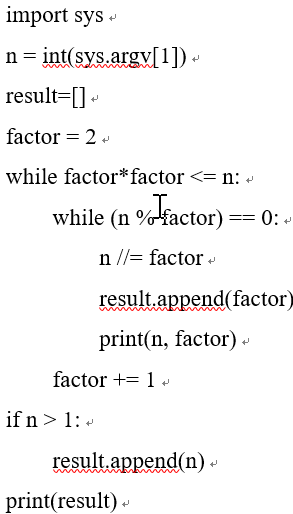 import sys
n = int(sys.argv[1])
result=[]
factor = 2
while factor*factor <= n:
while (n % factor) == 0:
n //= factor
result.append(factor)
print(n, factor)
factor += 1
if n > 1:
result.append(n)
print(result)